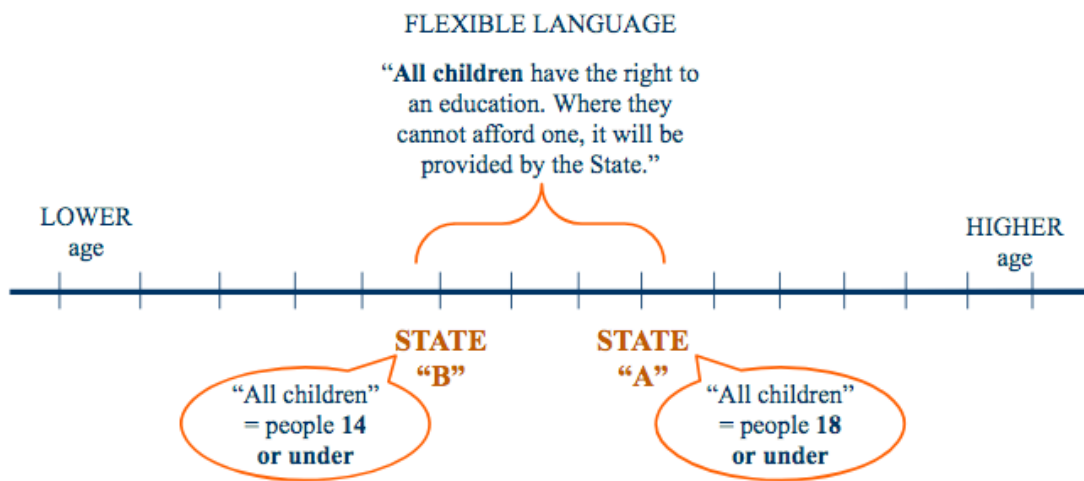 FLEXIBLE LANGUAGE
“All children have the right to
an education. Where they
cannot afford one, it will be
provided by the State.”
LOWER
age
HIGHER
age
STATE
“B”
STATE
“A”
“All children”
= people 14
or under
“All children”
= people 18
or under